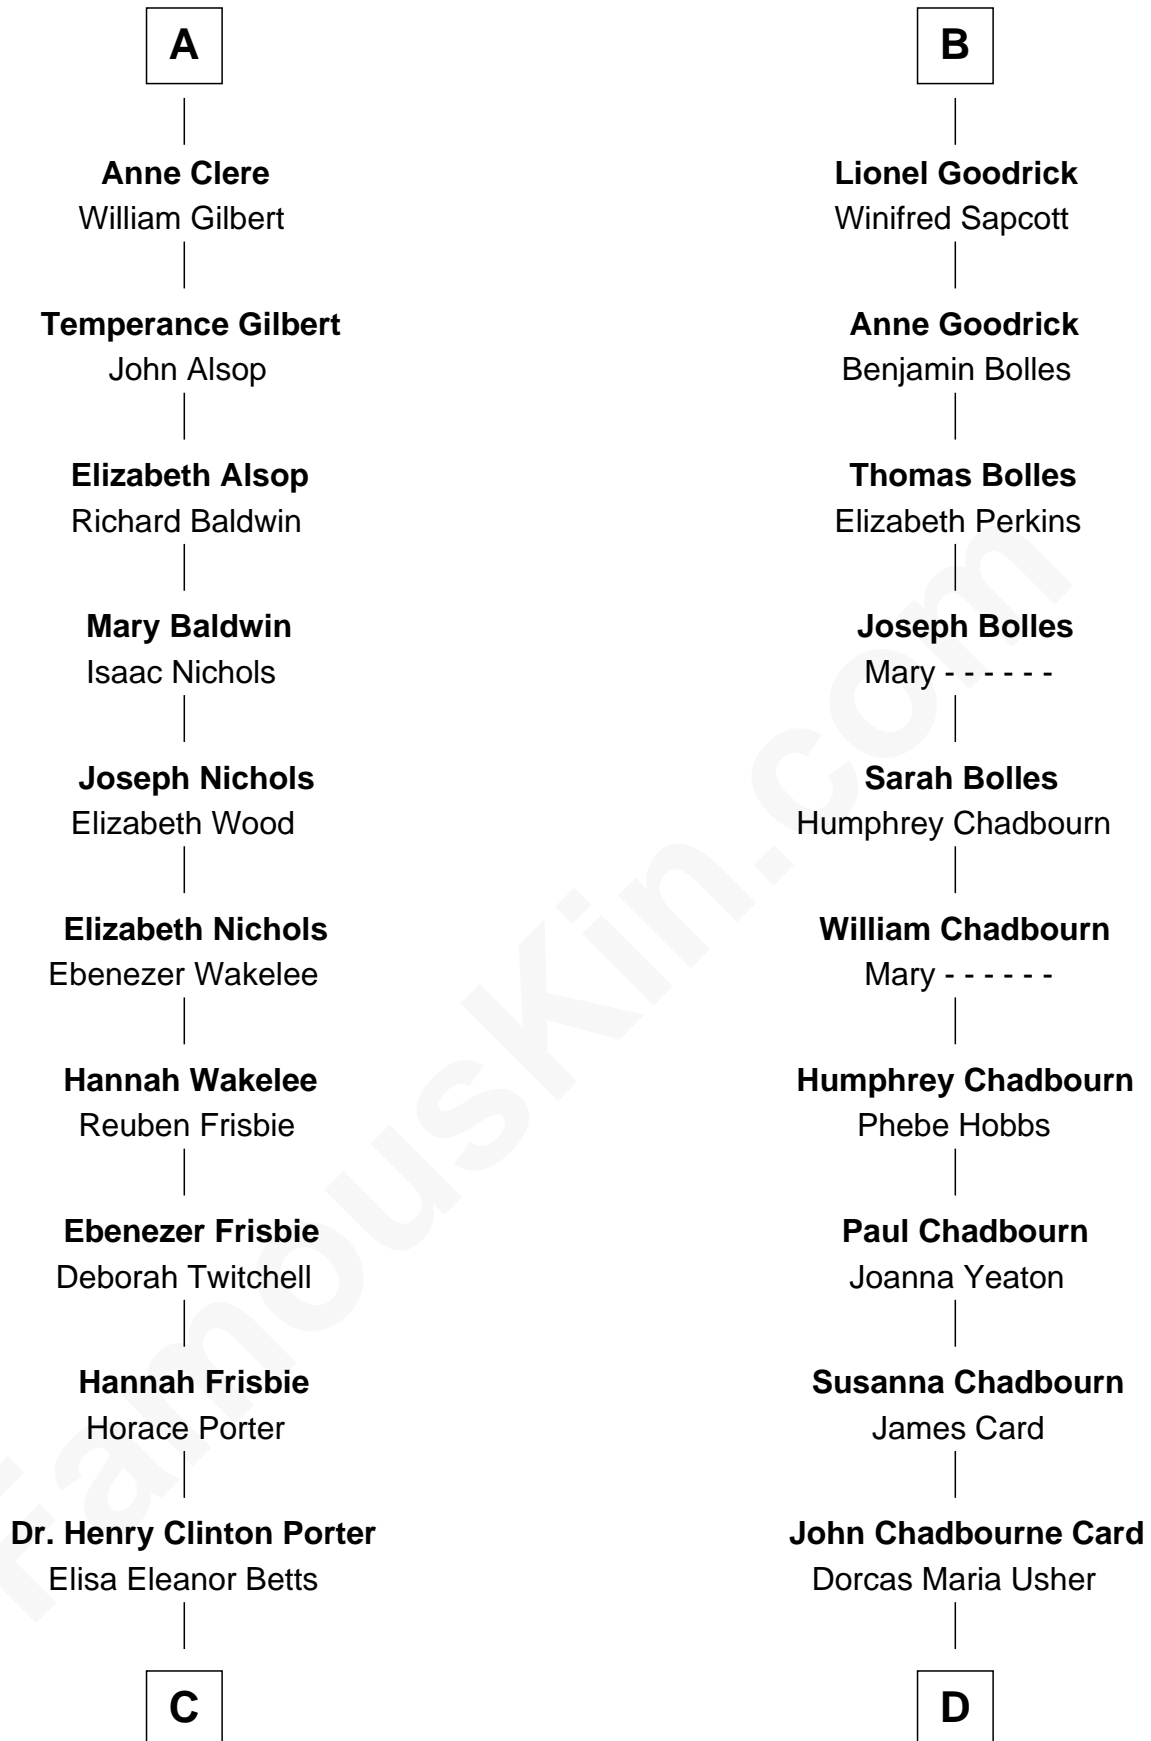 A
Anne Clere
William Gilbert
Temperance Gilbert
John Alsop
Elizabeth Alsop
Richard Baldwin
Mary Baldwin
Isaac Nichols
Joseph Nichols
Elizabeth Wood
Elizabeth Nichols
Ebenezer Wakelee
Hannah Wakelee
Reuben Frisbie
Ebenezer Frisbie
Deborah Twitchell
Hannah Frisbie
Horace Porter
Dr. Henry Clinton Porter
Elisa Eleanor Betts
C
B
Lionel Goodrick
Winifred Sapcott
Anne Goodrick
Benjamin Bolles
Thomas Bolles
Elizabeth Perkins
Joseph Bolles
Mary - - - - - -
Sarah Bolles
Humphrey Chadbourn
William Chadbourn
Mary - - - - - -
Humphrey Chadbourn
Phebe Hobbs
Paul Chadbourn
Joanna Yeaton
Susanna Chadbourn
James Card
John Chadbourne Card
Dorcas Maria Usher
D
FamousKin.com